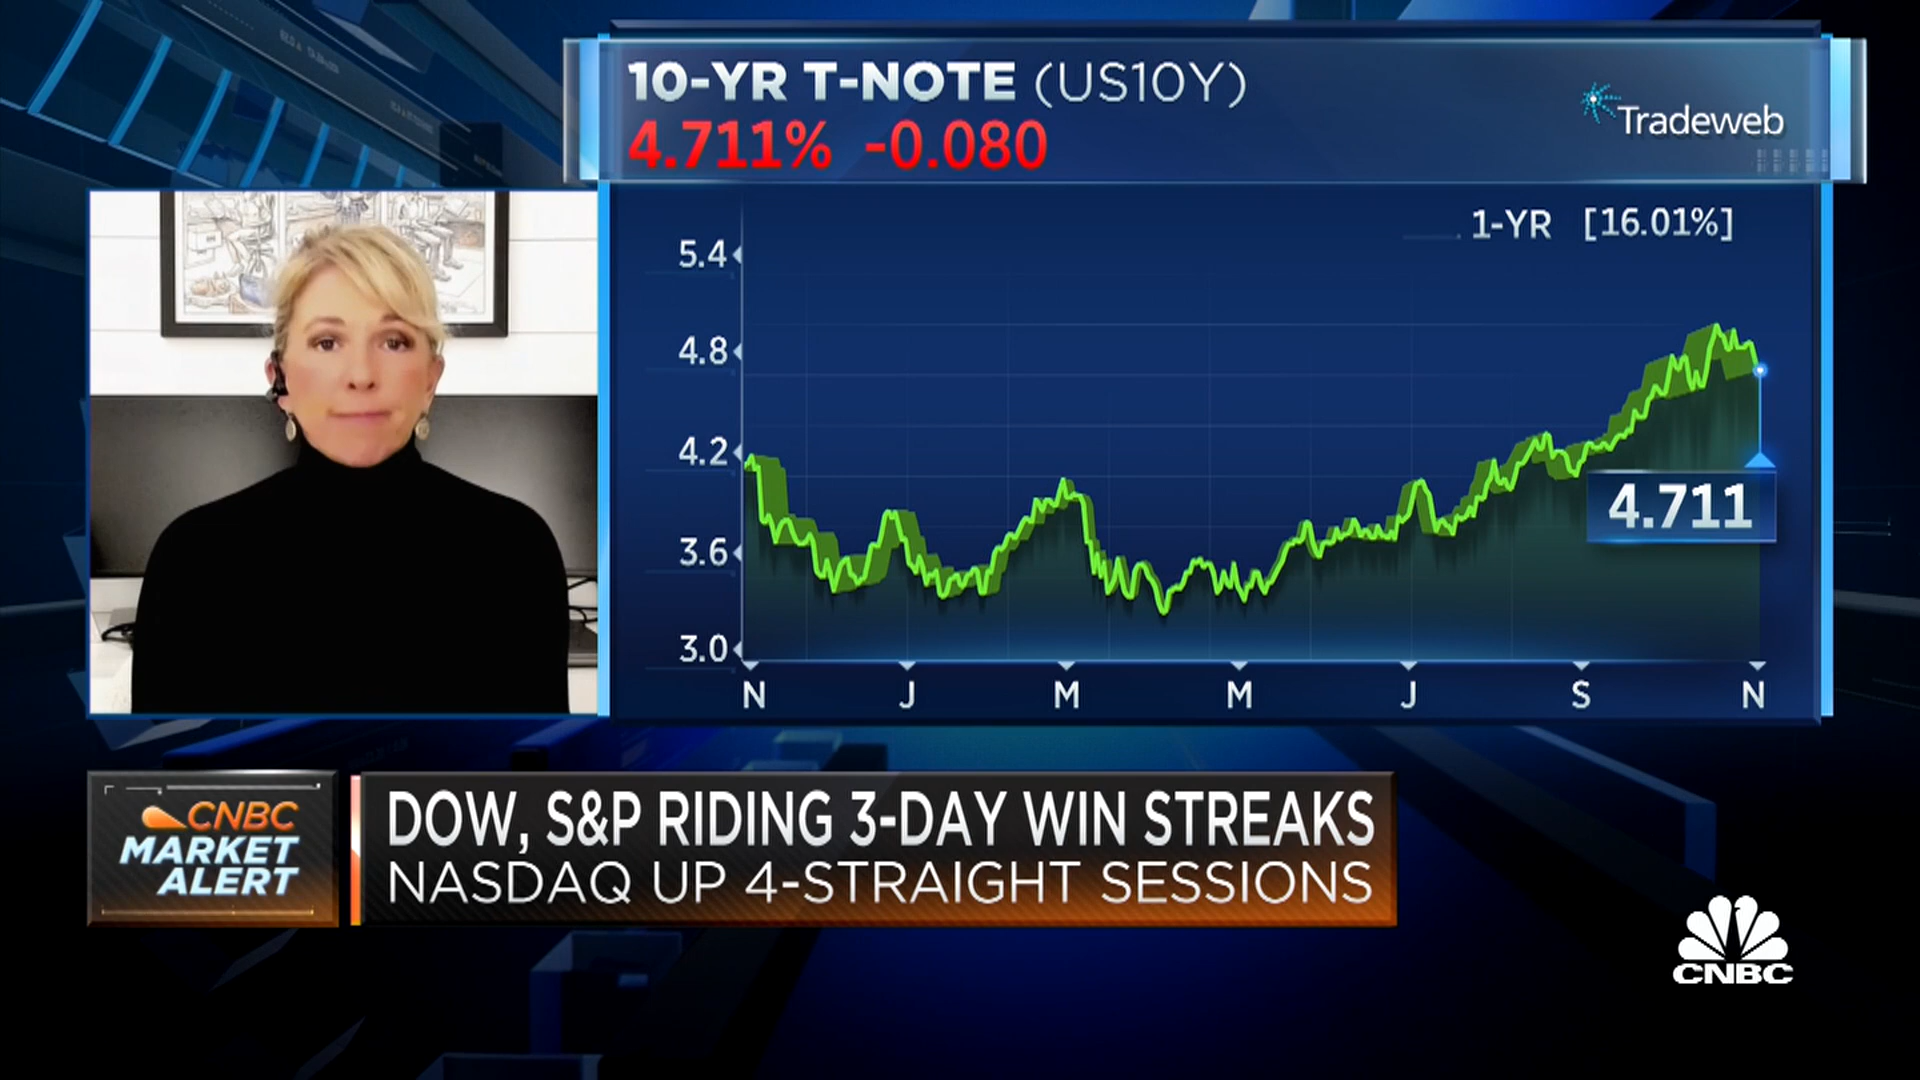 10-YR T-NOTE (US10Y)
4.711% -0.080
Tradeweb
1-YR [16.01%]
5.4
4.8
4.2
3.6
3.0
4.711
N J M M J S N
CNBC
MARKET
ALERT
DOW, S&P RIDING 3-DAY WIN STREAKS
NASDAQ UP 4-STRAIGHT SESSIONS
CNBC